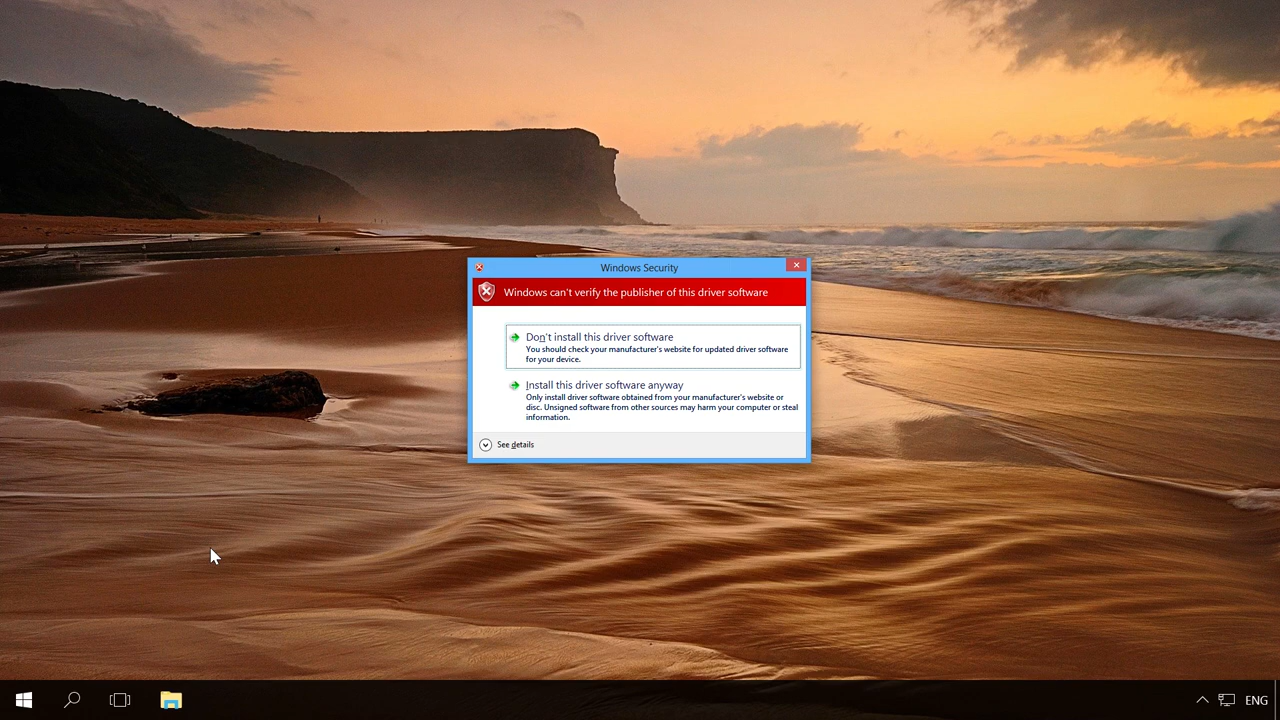 Windows Security
Windows can't verify the publisher of this driver software
Don't install this driver software
You should check your manufacturer's website for updated driver software
for your device.
Install this driver software anyway
Only install driver software obtained from your manufacturer's website or
disc. Unsigned software from other sources may harm your computer or steal
information.
See details
ENG